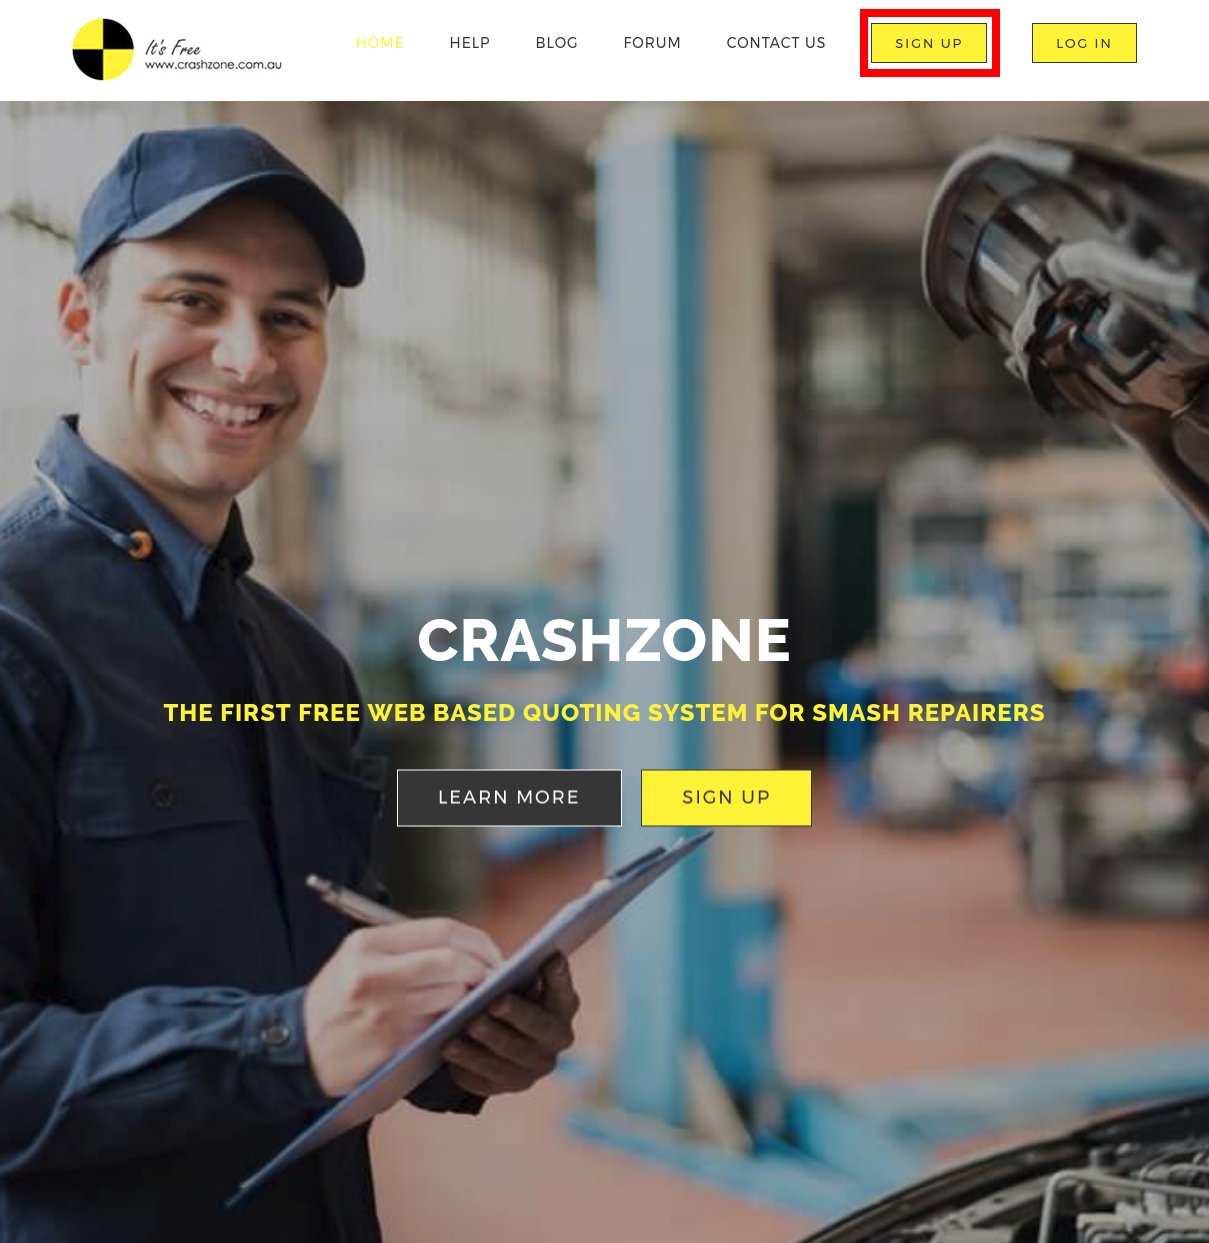 It's Free
www.crashzone.com.au
HOME HELP BLOG FORUM CONTACT US SIGN UP LOG IN
CRASHZONE
THE FIRST FREE WEB BASED QUOTING SYSTEM FOR SMASH REPAIRERS
LEARN MORE SIGN UP